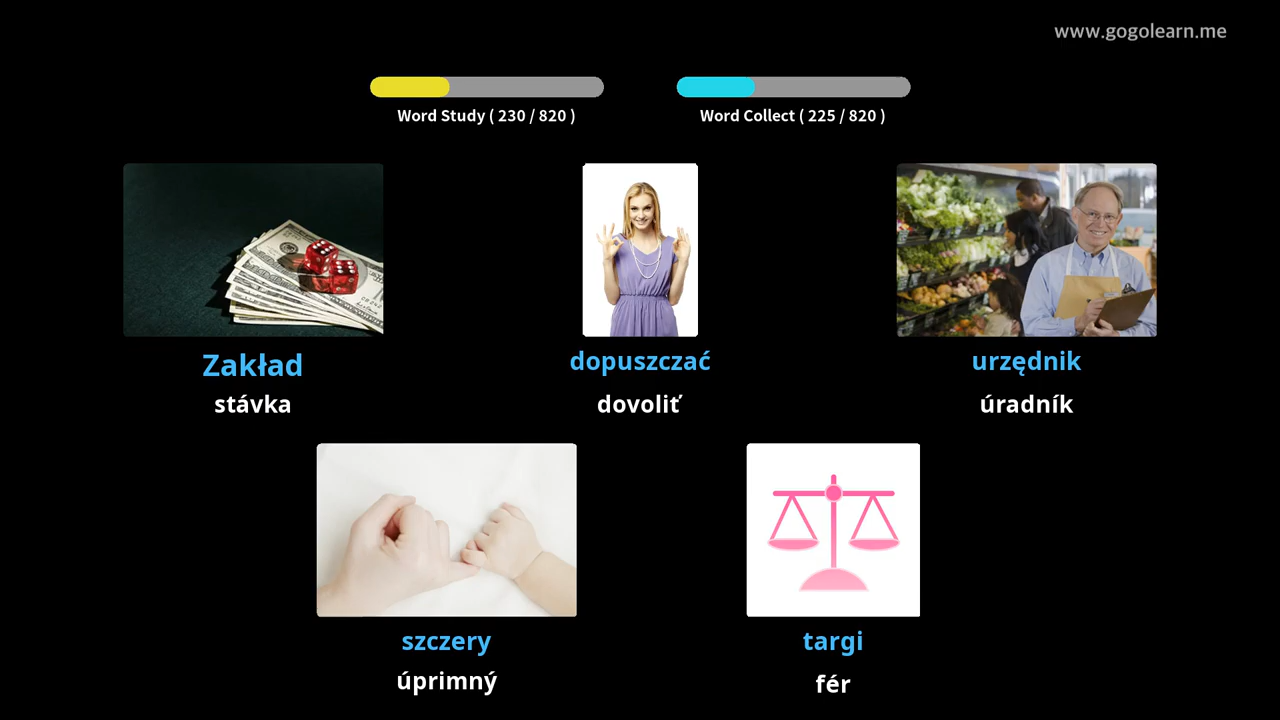 www.gogolearn.me
Word Study ( 230 / 820 )
Word Collect ( 225 / 820 )
Zakład
dopuszczać
urzędnik
stávka
dovoliť
úradník
szczery
targi
úprimný
fér